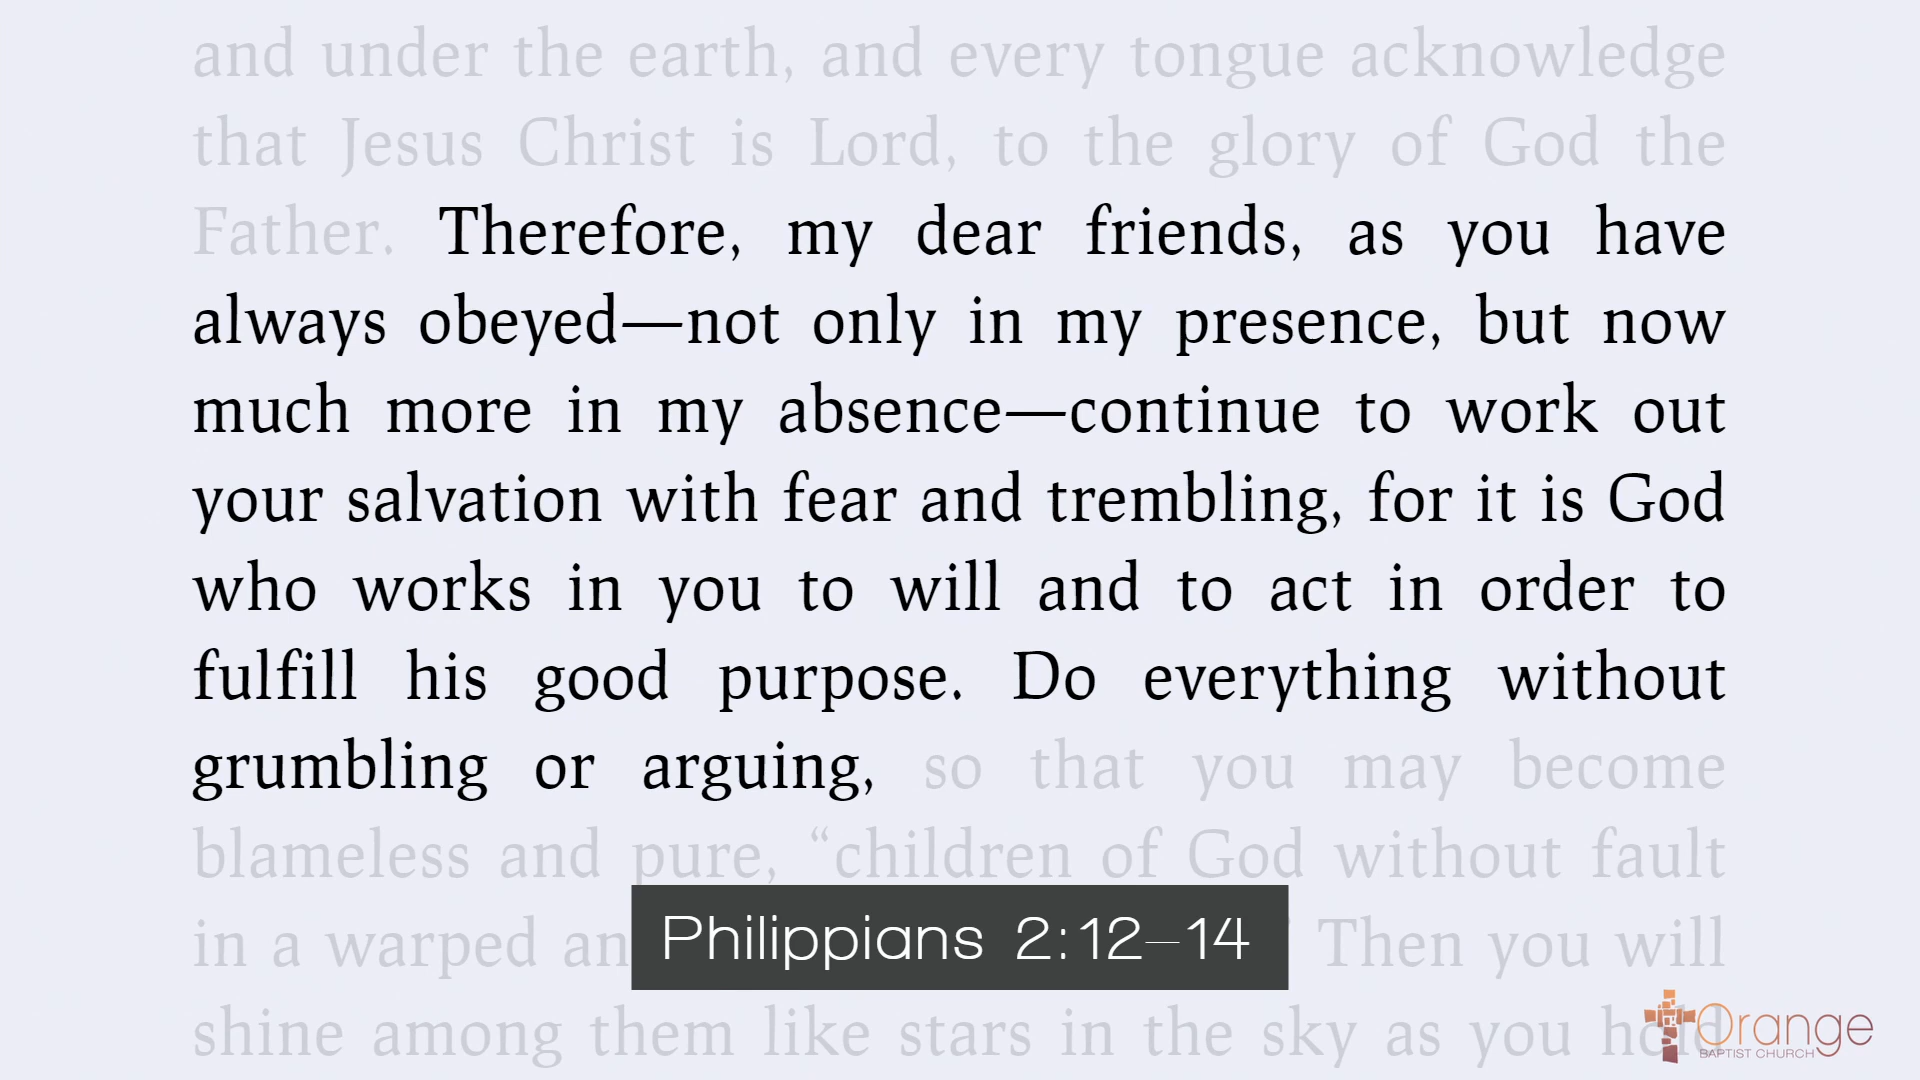 and under the earth, and every tongue acknowledge
that Jesus Christ is Lord, to the glory of God the
Father. Therefore, my dear friends, as you have
always obeyed—not only in my presence, but now
much more in my absence—continue to work out
your salvation with fear and trembling, for it is God
who works in you to will and to act in order to
fulfill his good purpose. Do everything without
grumbling or arguing, so that you may become
blameless and pure, “children of God without fault
in a warped Then you will
Philippians 2:12–14
shine among them like stars in the sky as you hold
Orange
BAPTIST CHURCH